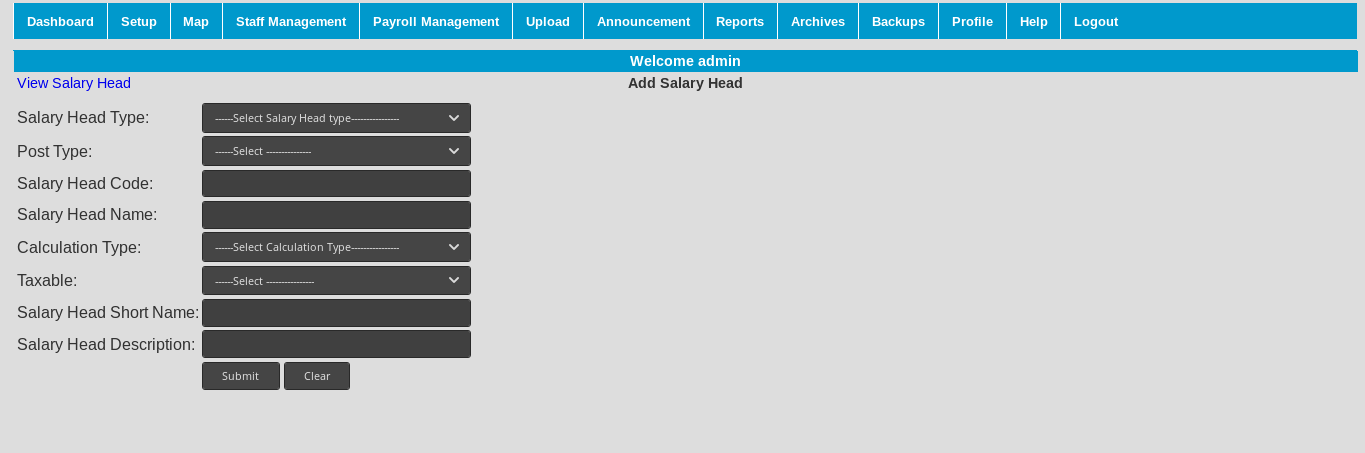 Dashboard Setup Map Staff Management Payroll Management Upload Announcement Reports Archives Backups Profile Help Logout
Welcome admin
View Salary Head Add Salary Head
Salary Head Type: ------Select Salary Head type----------------
Post Type: ------Select ---------------
Salary Head Code:
Salary Head Name:
Calculation Type: ------Select Calculation Type----------------
Taxable: ------Select ----------------
Salary Head Short Name:
Salary Head Description:
Submit Clear